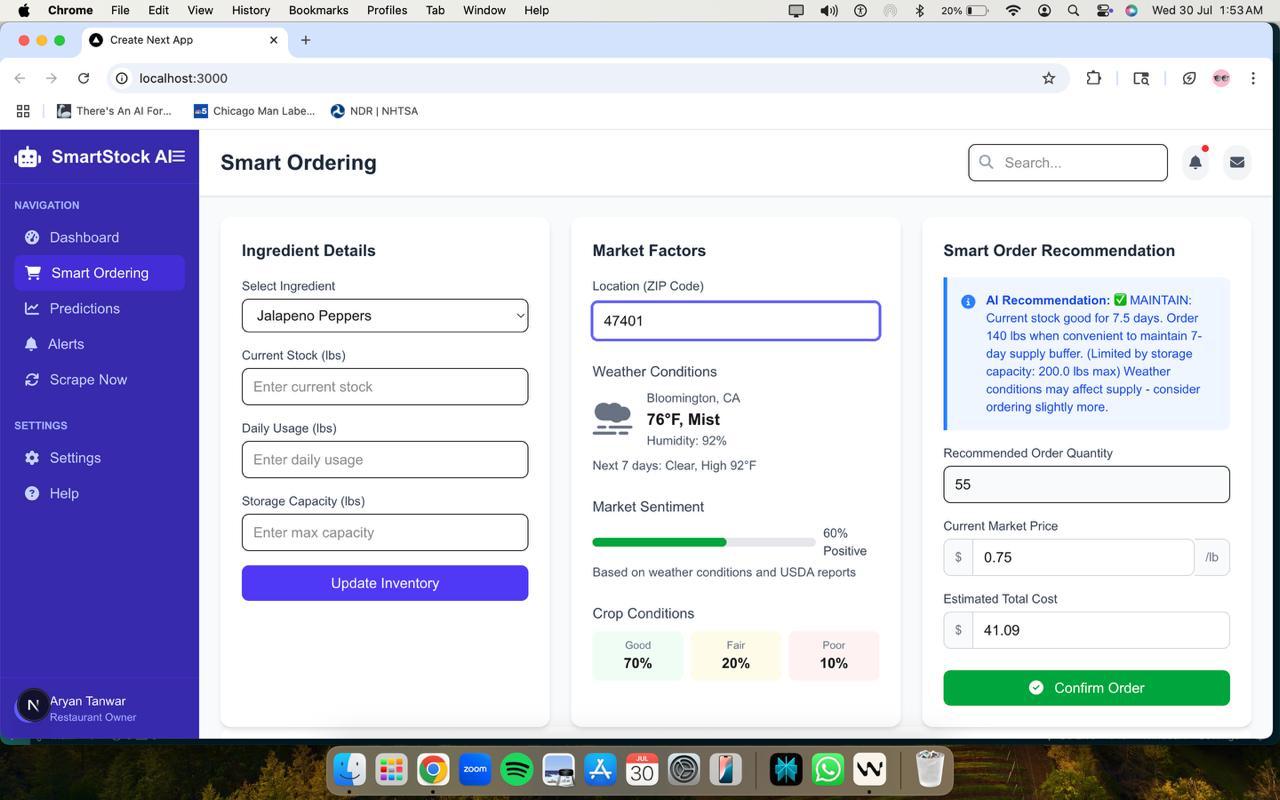 Chrome File Edit View History Bookmarks Profiles Tab Window Help 20% Wed 30 Jul 1:53 AM
Create Next App
localhost:3000
There's An AI For... Chicago Man Labe... NDR | NHTSA
SmartStock AI
NAVIGATION
Dashboard
Smart Ordering
Predictions
Alerts
Scrape Now
SETTINGS
Settings
Help
N
Aryan Tanwar
Restaurant Owner
Smart Ordering
Search...
Ingredient Details
Select Ingredient
Jalapeno Peppers
Current Stock (lbs)
Enter current stock
Daily Usage (lbs)
Enter daily usage
Storage Capacity (lbs)
Enter max capacity
Update Inventory
Market Factors
Location (ZIP Code)
47401
Weather Conditions
Bloomington, CA
76°F, Mist
Humidity: 92%
Next 7 days: Clear, High 92°F
Market Sentiment
60%
Positive
Based on weather conditions and USDA reports
Crop Conditions
Good Fair Poor
70% 20% 10%
Smart Order Recommendation
AI Recommendation: ✅ MAINTAIN:
Current stock good for 7.5 days. Order
140 lbs when convenient to maintain 7-
day supply buffer. (Limited by storage
capacity: 200.0 lbs max) Weather
conditions may affect supply - consider
ordering slightly more.
Recommended Order Quantity
55
Current Market Price
$ 0.75 /lb
Estimated Total Cost
$ 41.09
Confirm Order
zoom
JUL
30